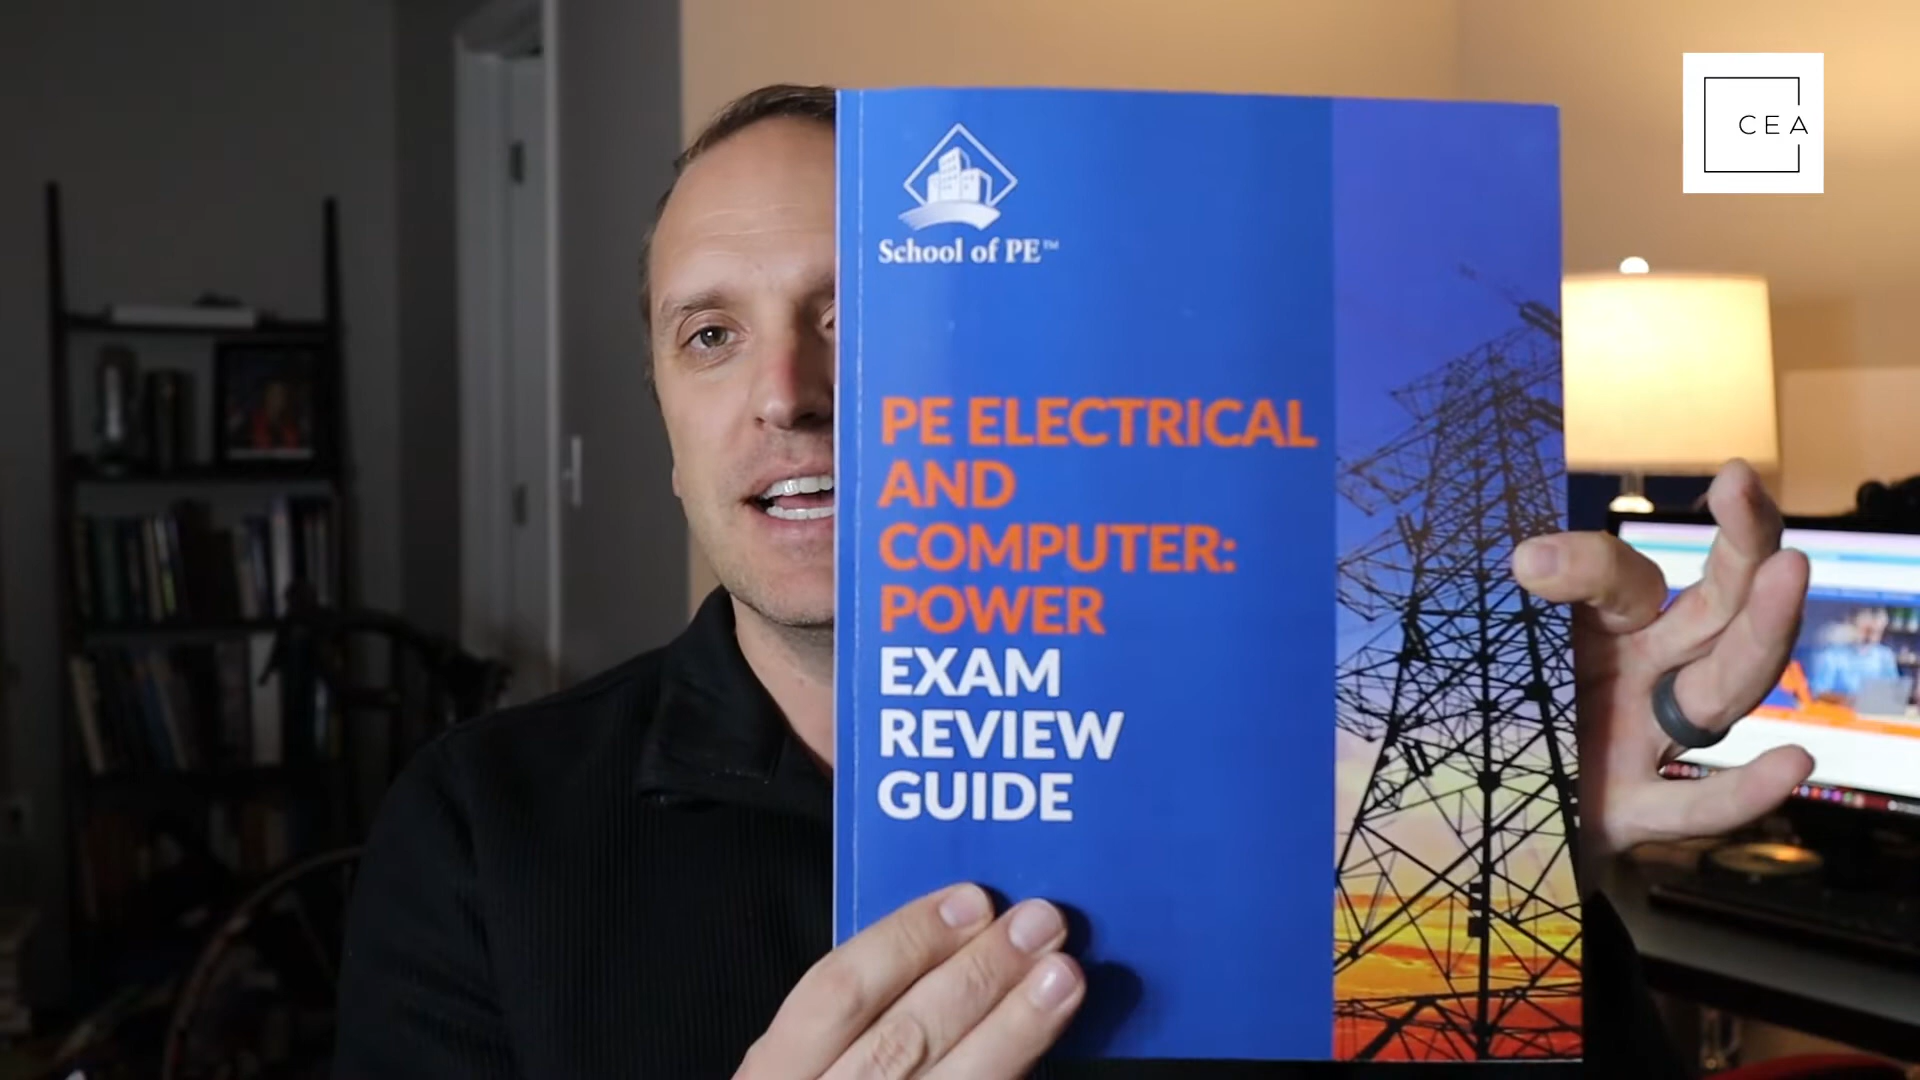 CEA
School of PE™
PE ELECTRICAL
AND
COMPUTER:
POWER
EXAM
REVIEW
GUIDE